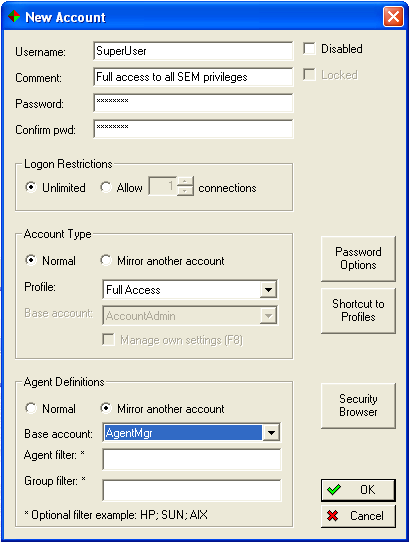 New Account
Username: SuperUser
Disabled
Comment: Full access to all SEM privileges
Locked
Password: ********
Confirm pwd: ********
Logon Restrictions
Unlimited Allow 1 connections
Account Type
Normal Mirror another account
Profile: Full Access
Base account: AccountAdmin
Manage own settings (F8)
Password Options
Shortcut to Profiles
Agent Definitions
Normal Mirror another account
Base account: AgentMgr
Agent filter: *
Group filter: *
* Optional filter example: HP; SUN; AIX
Security Browser
OK
Cancel